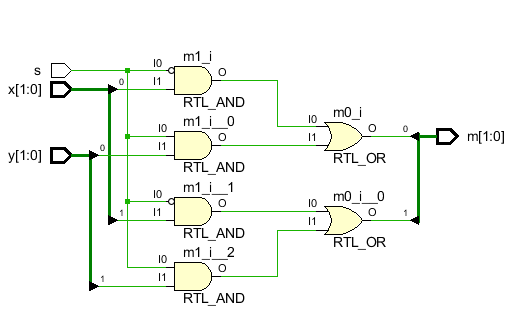 m1_i
s
I0
O
x[1:0]
0
I1
RTL_AND
m0_i
m1_i__0
I0
O
I0
O
0
m[1:0]
y[1:0]
0
I1
I1
RTL_AND
RTL_OR
m1_i__1
m0_i__0
I0
O
I0
O
1
I1
I1
1
RTL_AND
RTL_OR
m1_i__2
I0
O
1
I1
RTL_AND